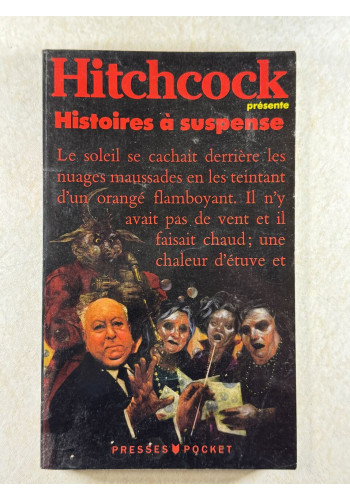 Hitchcock
présente
Histoires à suspense
Le soleil se cachait derrière les
nuages maussades en les teintant
d'un orangé flamboyant. Il n'y
avait pas de vent et il
faisait chaud; une
chaleur d'étuve et
PRESSES POCKET